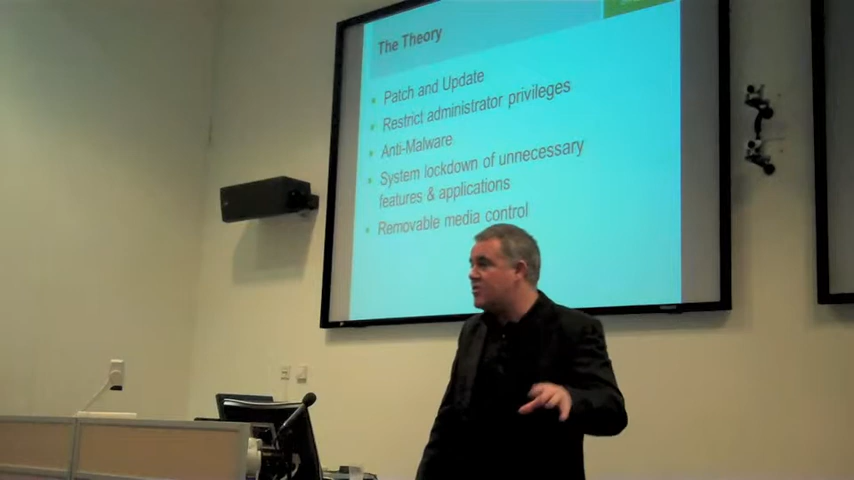 The Theory
Patch and Update
Restrict administrator privileges
Anti-Malware
System lockdown of unnecessary
features & applications
Removable media control